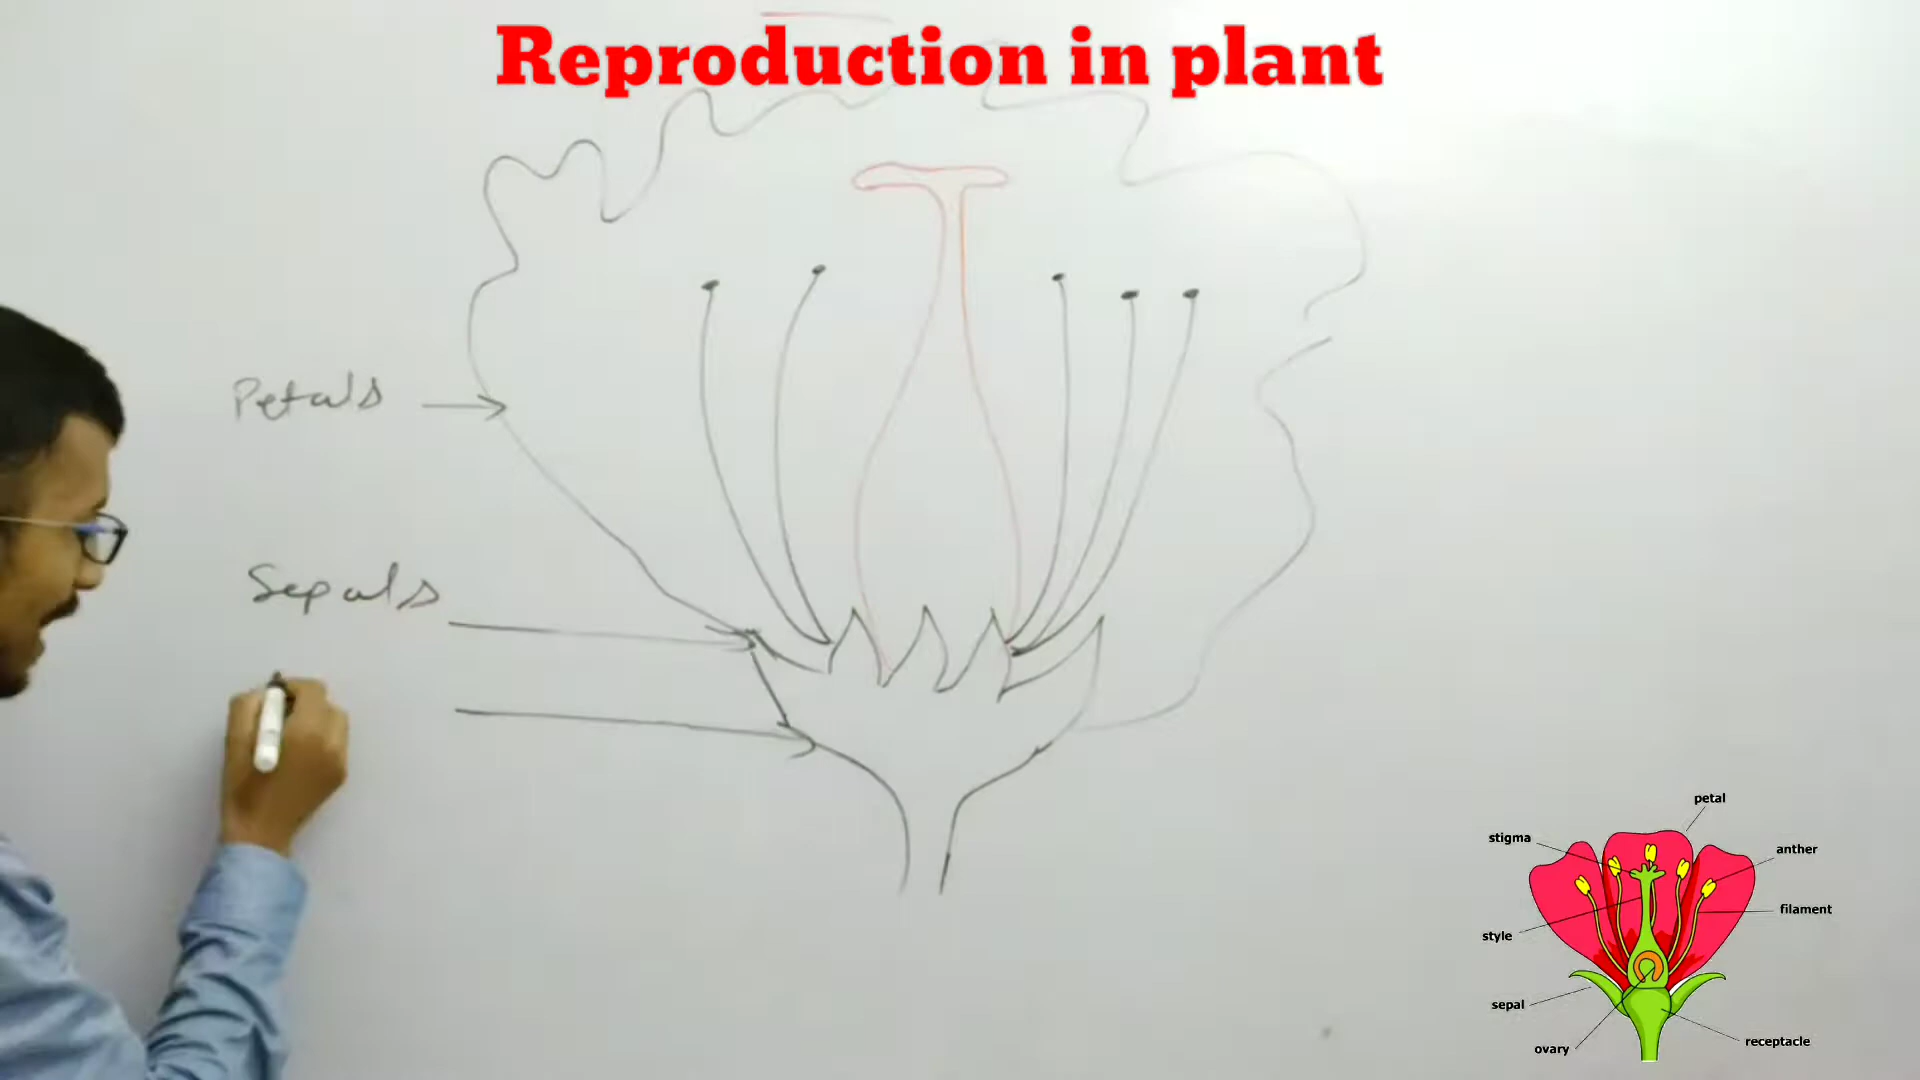 Reproduction in plant
Petals
Sepals
petal
stigma
anther
filament
style
sepal
ovary
receptacle